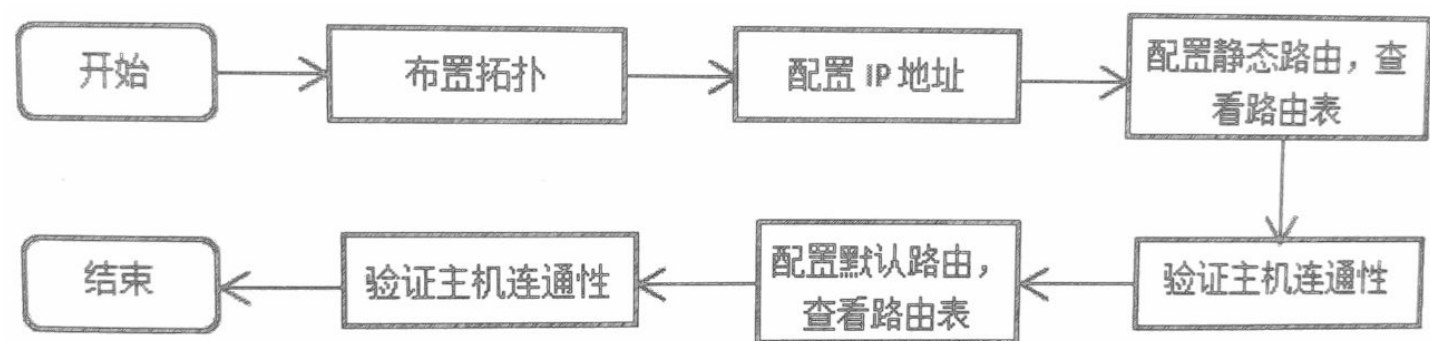 开始
布置拓扑
配置 IP 地址
配置静态路由，查
看路由表
验证主机连通性
配置默认路由，
查看路由表
验证主机连通性
结束